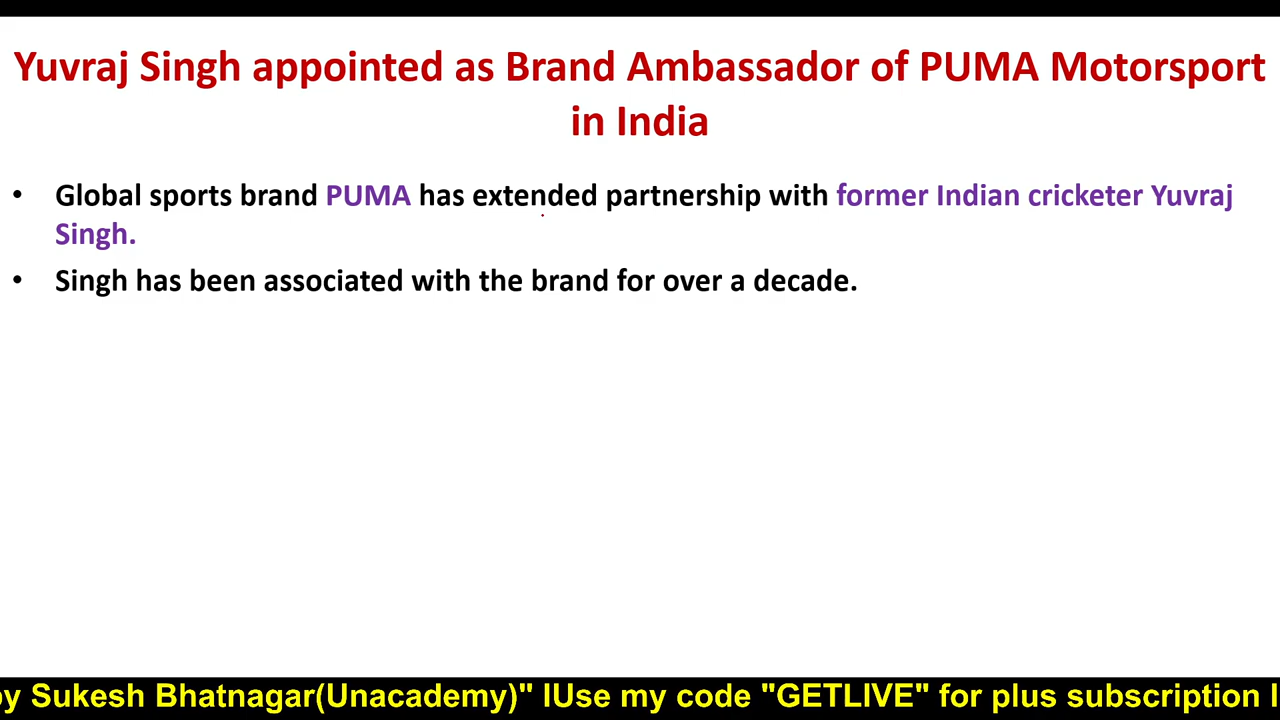 Yuvraj Singh appointed as Brand Ambassador of PUMA Motorsport
in India
• Global sports brand PUMA has extended partnership with former Indian cricketer Yuvraj
Singh.
• Singh has been associated with the brand for over a decade.
by Sukesh Bhatnagar(Unacademy)" IUse my code "GETLIVE" for plus subscription I